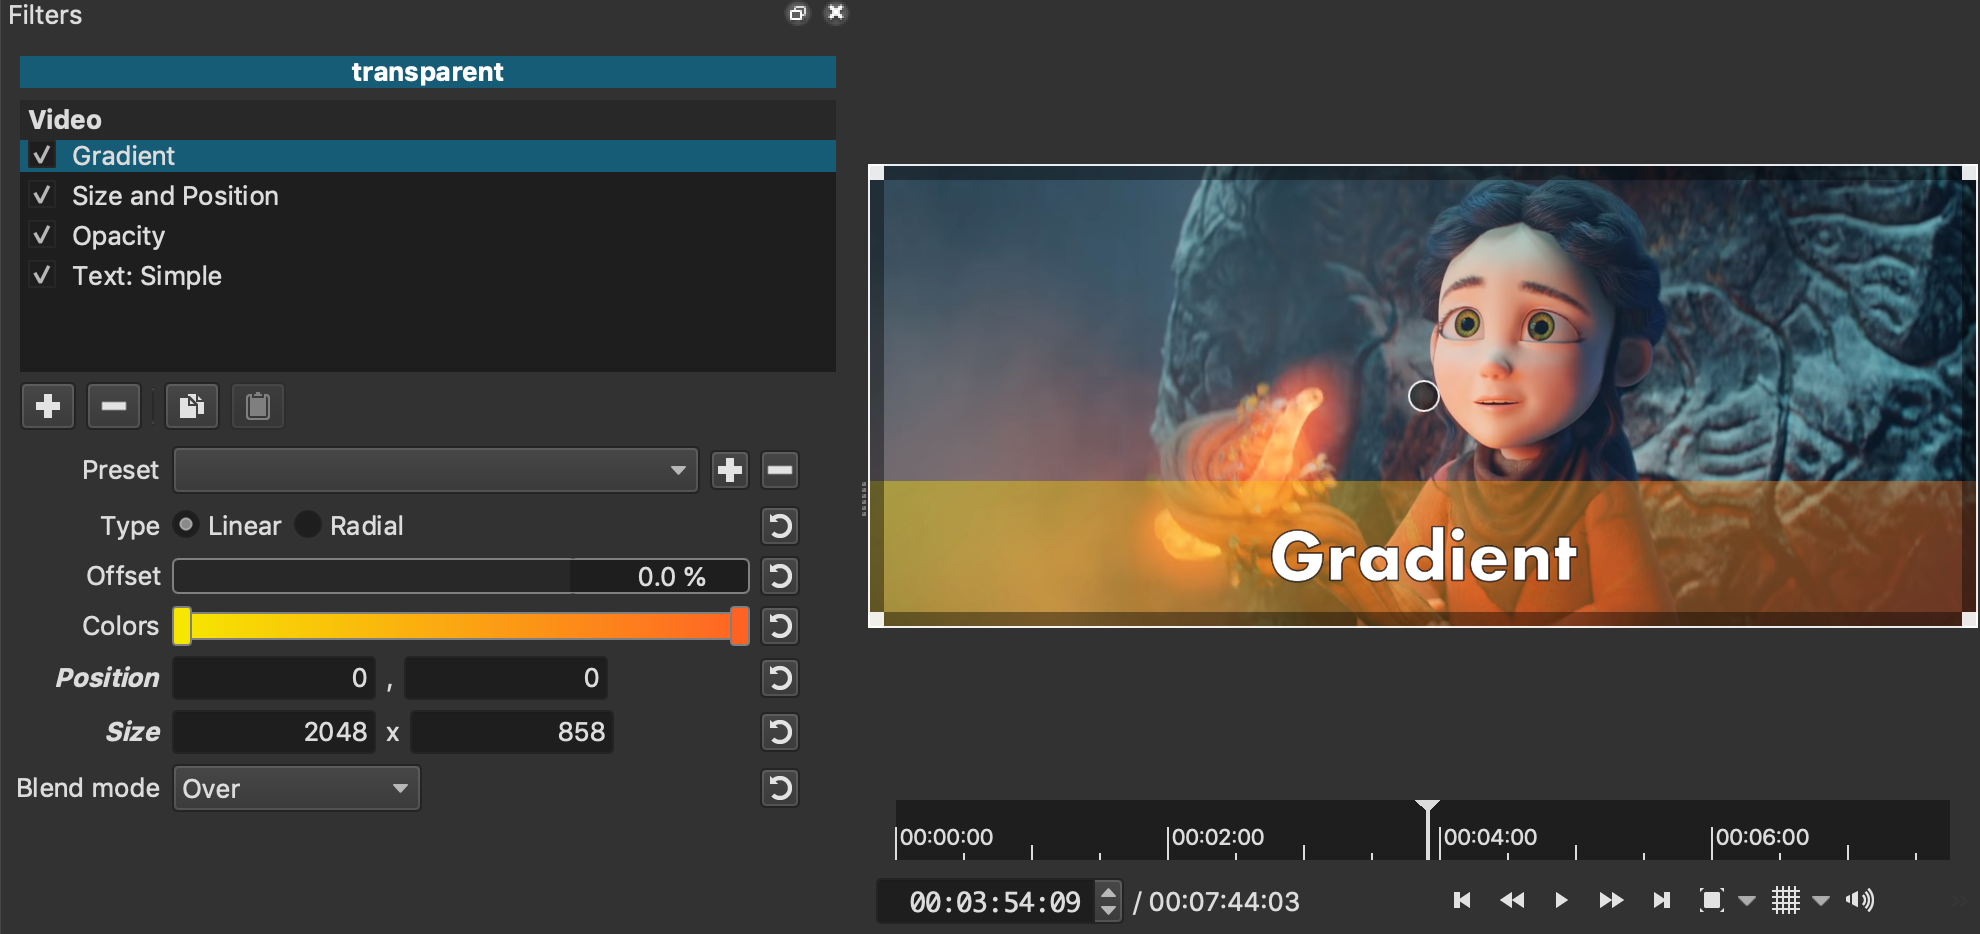 Filters
transparent
Video
Gradient
Size and Position
Opacity
Text: Simple
Preset
Type Linear Radial
Offset 0.0 %
Colors
Position 0 , 0
Size 2048 x 858
Blend mode Over
Gradient
00:00:00 00:02:00 00:04:00 00:06:00
00:03:54:09 / 00:07:44:03